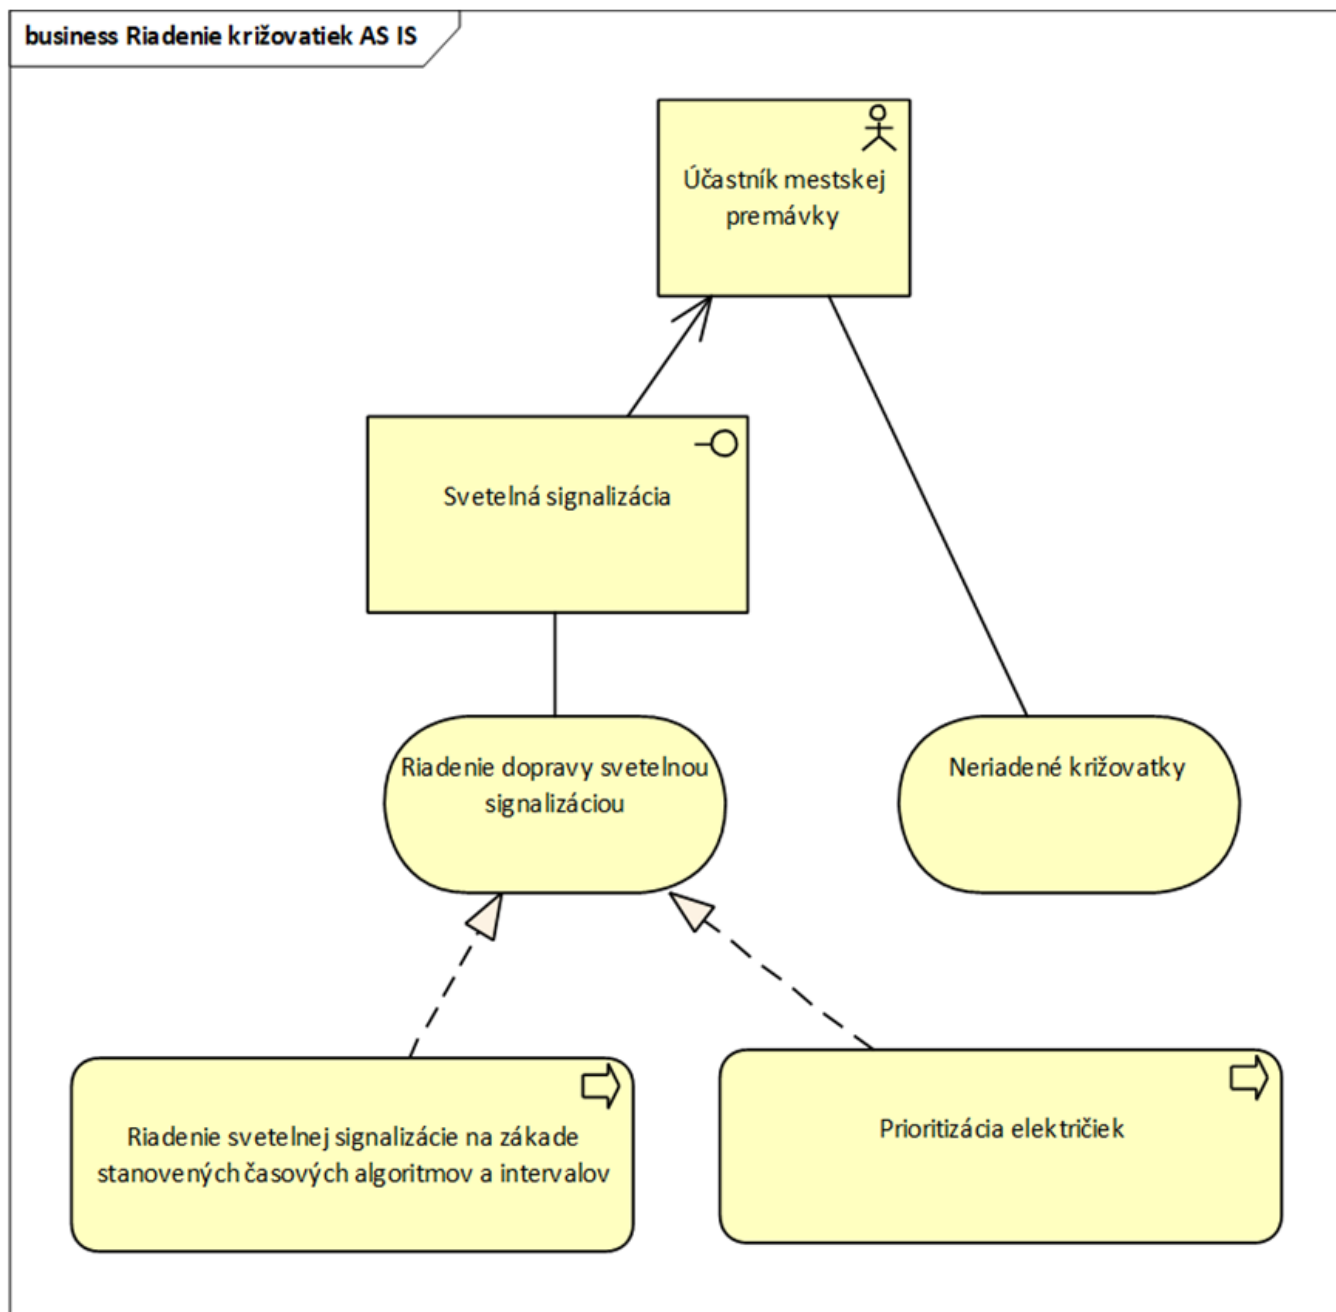 business Riadenie križovatiek AS IS
Účastník mestskej
premávky
Svetelná signalizácia
Riadenie dopravy svetelnou
signalizáciou
Neriadené križovatky
Riadenie svetelnej signalizácie na zákade
stanovených časových algoritmov a intervalov
Prioritizácia električiek